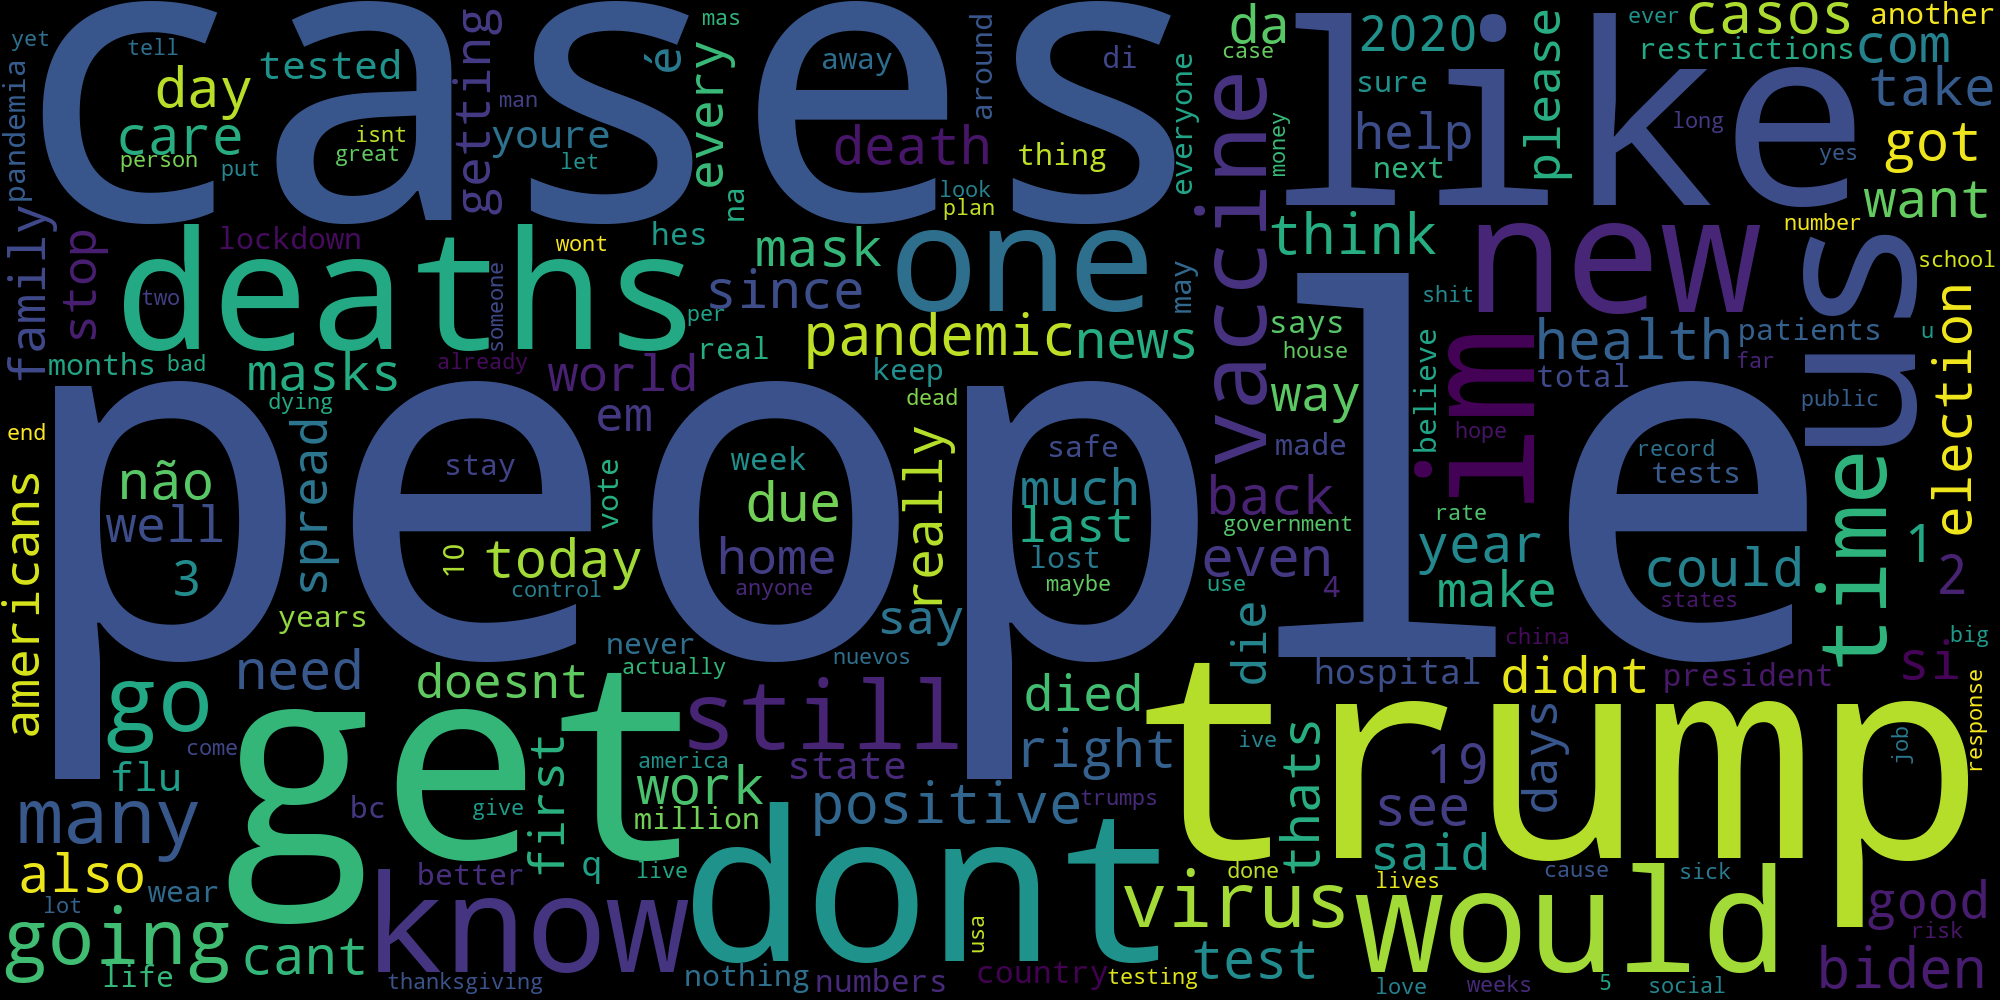 cases
like
people
deaths
one
new
us
im
vaccine
trump
get
dont
know
would
still
virus
time
going
go
many
yet
tell
mas
é
da
case
2020
ever
casos
another
restrictions
com
day
tested
getting
every
away
around
di
everyone
sure
please
take
pandemia
care
isnt
great
man
youre
let
death
thing
money
help
next
long
yes
got
want
person
put
na
look
plan
think
number
family
stop
lockdown
wont
hes
mask
since
may
school
two
someone
per
pandemic
news
says
house
shit
health
patients
u
election
months
bad
masks
already
real
world
keep
way
believe
total
far
dying
em
dead
public
end
made
hope
americans
não
well
3
spread
stay
10
today
vote
week
due
home
anyone
really
safe
much
last
lost
maybe
back
government
even
use
4
rate
year
make
record
tests
could
states
1
2
years
control
say
die
china
big
si
need
never
actually
nuevos
doesnt
died
hospital
didnt
president
come
flu
bc
give
first
america
work
million
q
live
state
positive
right
trumps
ive
thats
19
see
said
days
job
response
also
wear
lot
life
cant
better
thanksgiving
nothing
numbers
usa
country
testing
test
done
lives
love
cause
sick
weeks
5
social
good
risk
biden